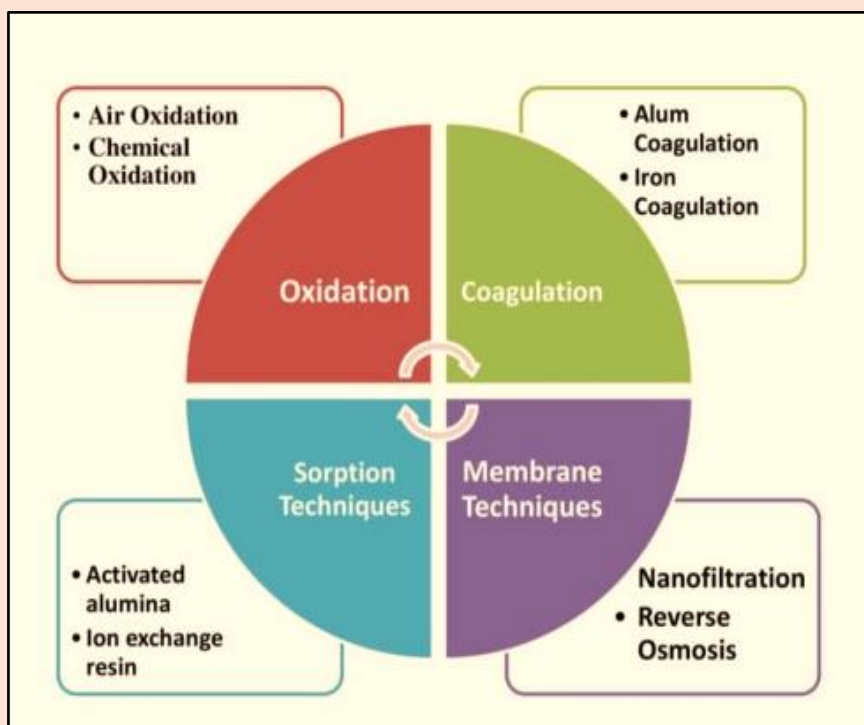 • Air Oxidation
• Chemical
Oxidation
• Alum
Coagulation
• Iron
Coagulation
Oxidation
Coagulation
Sorption
Techniques
Membrane
Techniques
• Activated
alumina
• Ion exchange
resin
Nanofiltration
• Reverse
Osmosis